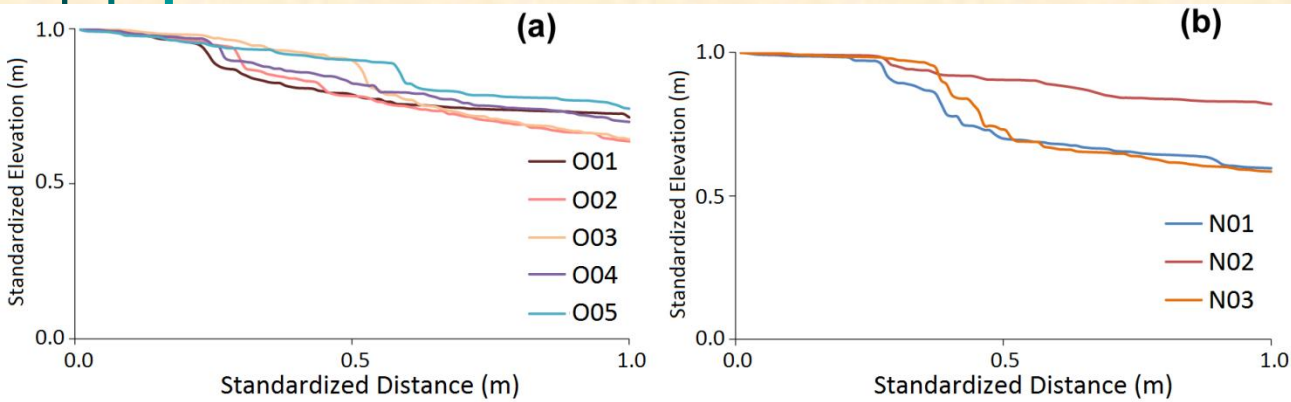 (a)
Standardized Elevation (m)
1.0
0.5
0.0
0.0 0.5 1.0
Standardized Distance (m)
O01
O02
O03
O04
O05
(b)
Standardized Elevation (m)
1.0
0.5
0.0
0.0 0.5 1.0
Standardized Distance (m)
N01
N02
N03